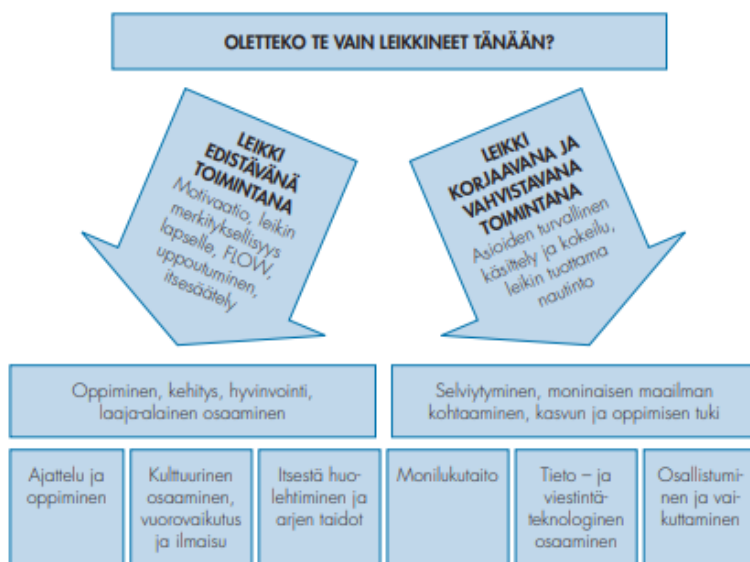 OLETTEKO TE VAIN LEIKKINEET TÄNÄÄN?
LEIKKI
EDISTÄVÄNÄ
TOIMINTANA
Motivaatio, leikin
merkityksellisyys
lapselle, FLOW,
uppoutuminen,
itsesäätely
LEIKKI
KORJAAVANA JA
VAHVISTAVANA
TOIMINTANA
Asioiden turvallinen
käsittely ja kokeilu,
leikin tuottama
nautinto
Oppiminen, kehitys, hyvinvointi,
laaja-alainen osaaminen
Selviytyminen, moninaisen maailman
kohtaaminen, kasvun ja oppimisen tuki
Ajattelu ja
oppiminen
Kulttuurinen
osaaminen,
vuorovaikutus
ja ilmaisu
Itsestä huo-
lehtiminen ja
arjen taidot
Monilukutaito
Tieto – ja
viestintä-
teknologinen
osaaminen
Osallistumi-
nen ja vai-
kuttaminen